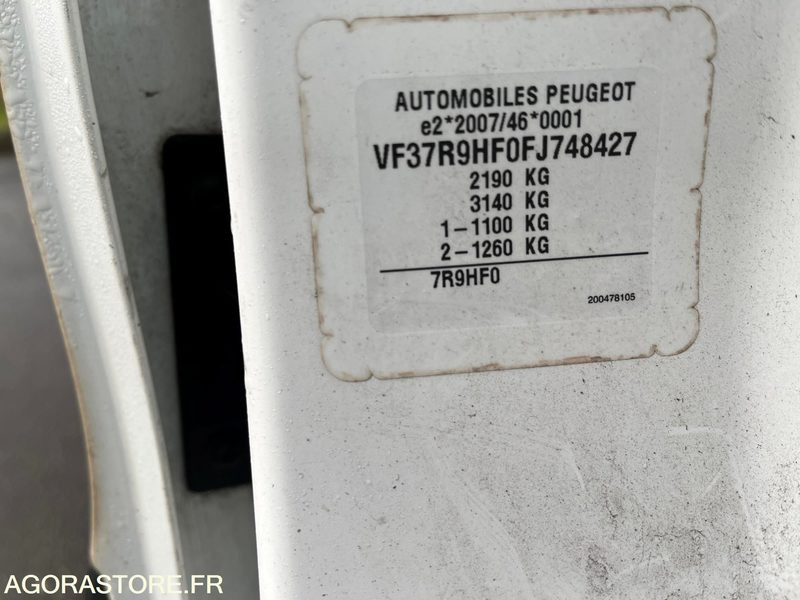 AUTOMOBILES PEUGEOT
e2*2007/46*0001
VF37R9HF0FJ748427
2190 KG
3140 KG
1-1100 KG
2-1260 KG
7R9HF0
200478105
AGORASTORE.FR